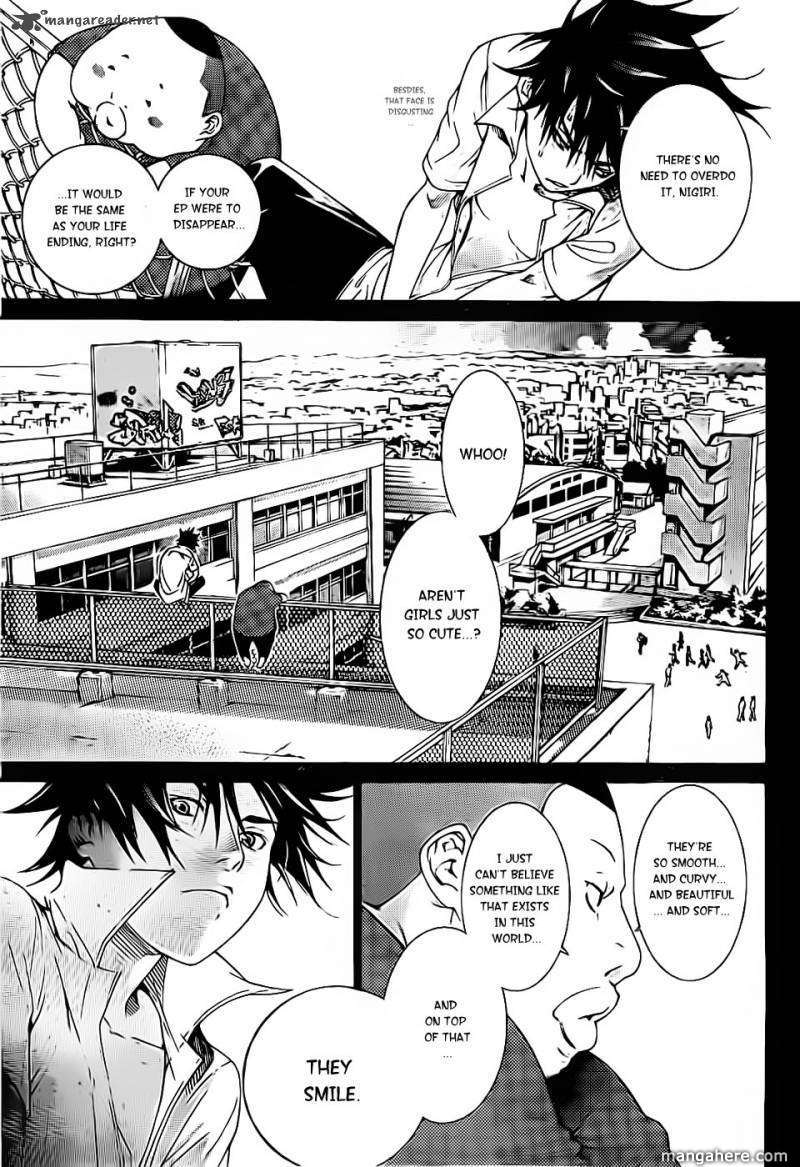 mangareader.net
THERE'S NO
NEED TO OVERDO
IT, NIGIRI.
BESDIES,
THAT FACE IS
DISGUSTING
...
IF YOUR
EP WERE TO
DISAPPEAR...
...IT WOULD
BE THE SAME
AS YOUR LIFE
ENDING, RIGHT?
WHOO!
AREN'T
GIRLS JUST
SO CUTE...?
THEY'RE
SO SMOOTH...
... AND CURVY
... AND BEAUTIFUL
... AND SOFT...
I JUST
CAN'T BELIEVE
SOMETHING LIKE
THAT EXISTS
IN THIS
WORLD...
AND
ON TOP
OF THAT
...
THEY
SMILE.
mangahere.com